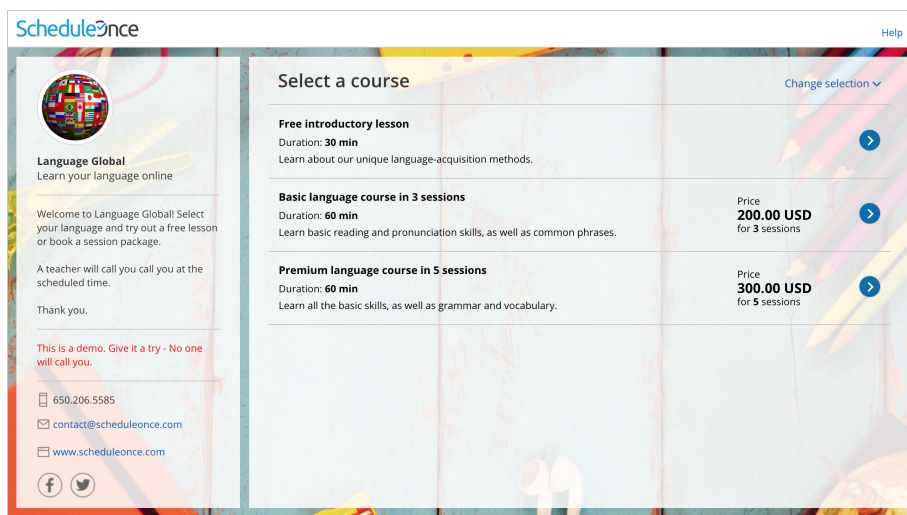 ScheduleOnce
Help
Language Global
Learn your language online
Welcome to Language Global! Select
your language and try out a free lesson
or book a session package.
A teacher will call you call you at the
scheduled time.
Thank you.
This is a demo. Give it a try - No one
will call you.
650.206.5585
contact@scheduleonce.com
www.scheduleonce.com
Select a course
Change selection
Free introductory lesson
Duration: 30 min
Learn about our unique language-acquisition methods.
Basic language course in 3 sessions
Duration: 60 min
Learn basic reading and pronunciation skills, as well as common phrases.
Price
200.00 USD
for 3 sessions
Premium language course in 5 sessions
Duration: 60 min
Learn all the basic skills, as well as grammar and vocabulary.
Price
300.00 USD
for 5 sessions